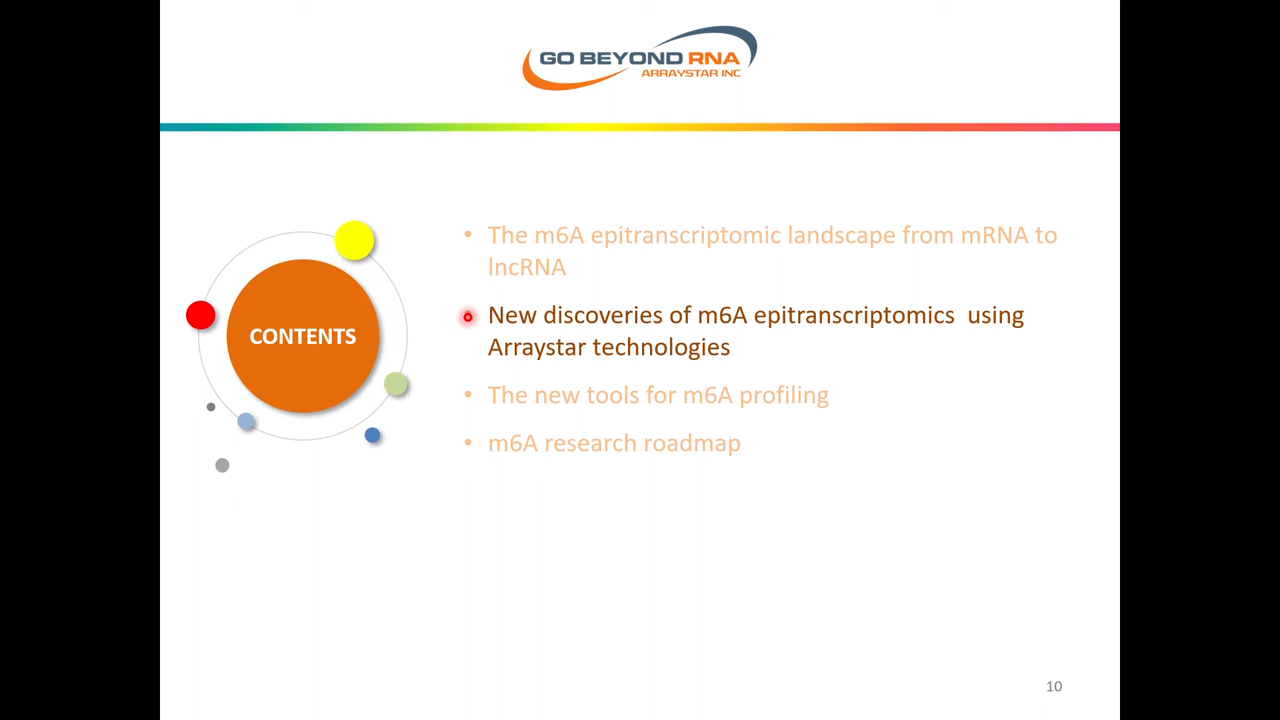 GO BEYOND RNA
ARRAYSTAR INC
CONTENTS
• The m6A epitranscriptomic landscape from mRNA to
lncRNA
• New discoveries of m6A epitranscriptomics  using
Arraystar technologies
• The new tools for m6A profiling
• m6A research roadmap
10